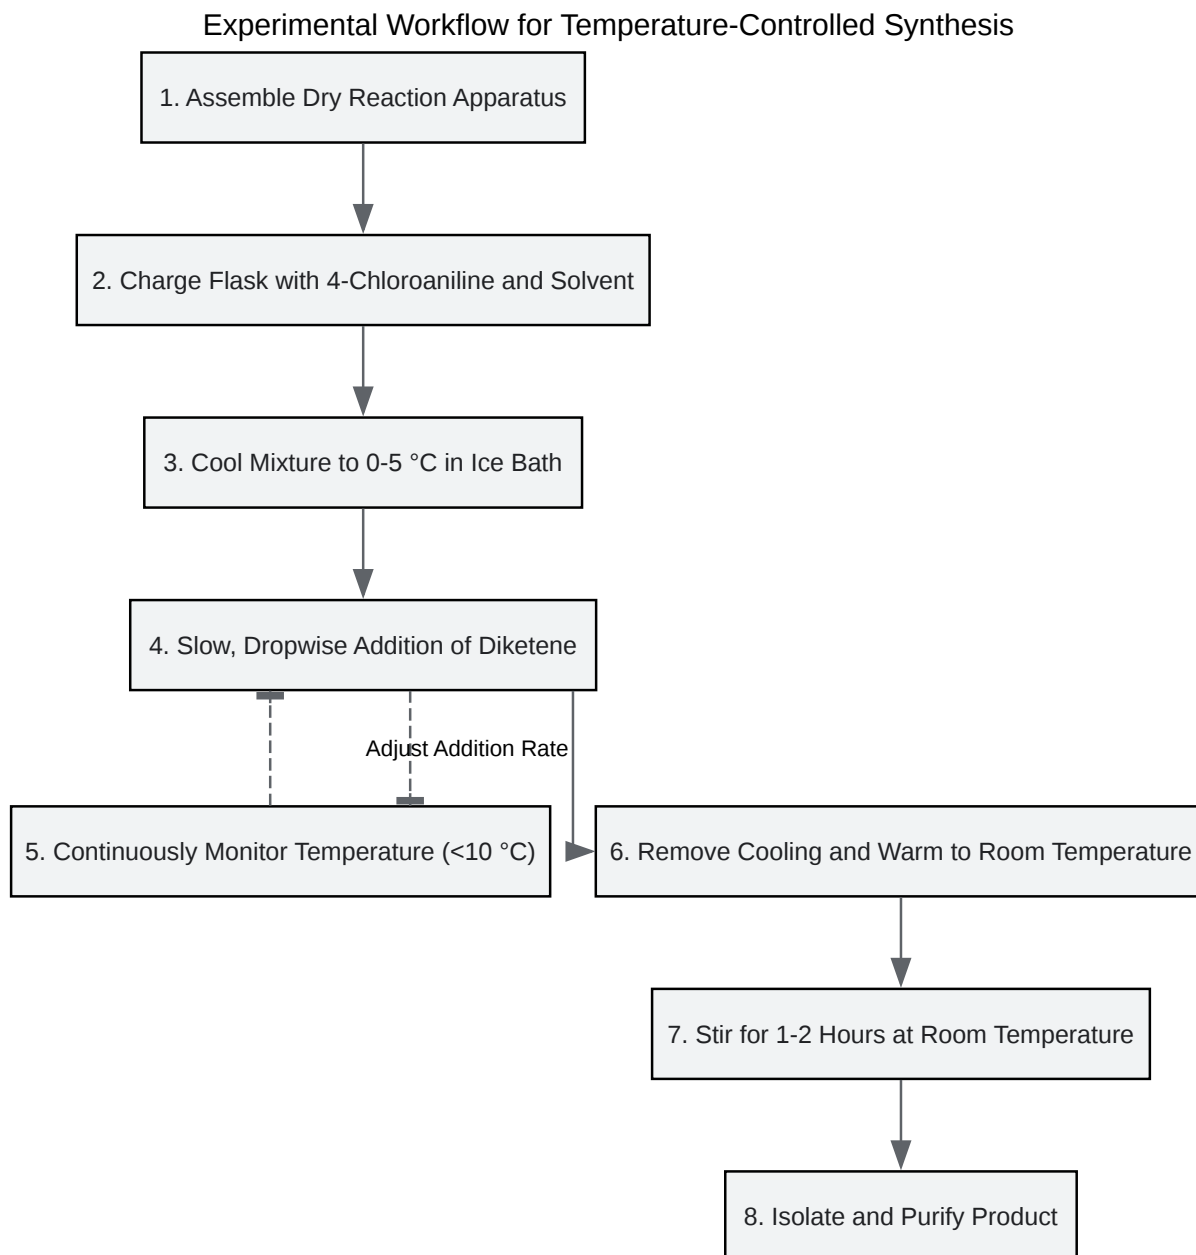 Experimental Workflow for Temperature-Controlled Synthesis
1. Assemble Dry Reaction Apparatus
2. Charge Flask with 4-Chloroaniline and Solvent
3. Cool Mixture to 0-5 °C in Ice Bath
4. Slow, Dropwise Addition of Diketene
Adjust Addition Rate
5. Continuously Monitor Temperature (<10 °C)
6. Remove Cooling and Warm to Room Temperature
7. Stir for 1-2 Hours at Room Temperature
8. Isolate and Purify Product